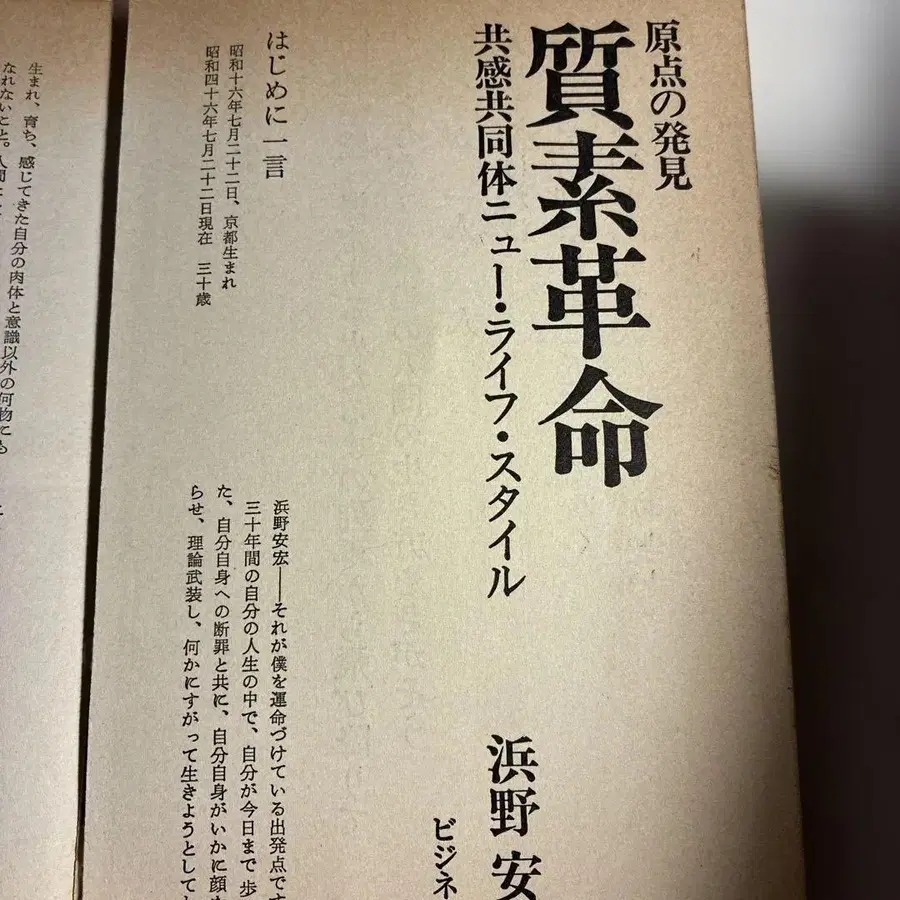 原点の発見
質素革命
共感共同体ニュー・ライフ・スタイル
浜野安
ビジネ
はじめに一言
昭和十六年七月二十二日、京都生まれ
昭和四十六年七月二十二日現在　三十歳
浜野安宏――それが僕を運命づけている出発点です
三十年間の自分の人生の中で、自分が今日まで歩
た、自分自身への断罪と共に、自分自身がいかに顔
らせ、理論武装し、何かにすがって生きようとして
生まれ、育ち、感じてきた自分の肉体と意識以外の何物にも
なれないこと。人間